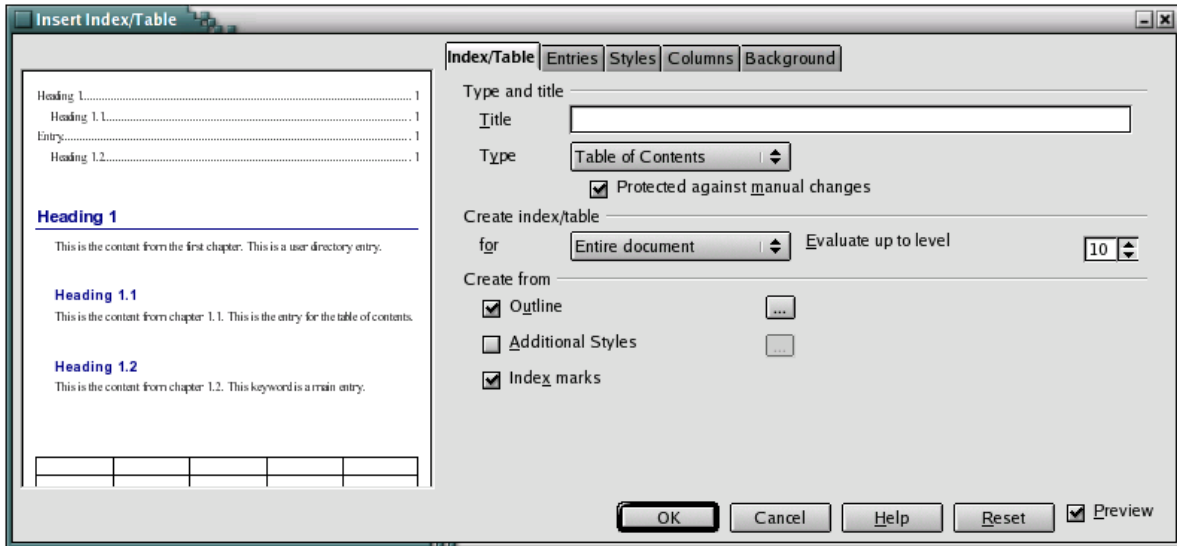 Insert Index/Table
Heading 1 1
Heading 1.1 1
Entry 1
Heading 1.2 1
Heading 1
This is the content from the first chapter. This is a user directory entry.
Heading 1.1
This is the content from chapter 1.1. This is the entry for the table of contents.
Heading 1.2
This is the content from chapter 1.2. This keyword is a main entry.
Index/Table Entries Styles Columns Background
Type and title
Title
Type Table of Contents
Protected against manual changes
Create index/table
for Entire document Evaluate up to level 10
Create from
Outline ...
Additional Styles ...
Index marks
OK Cancel Help Reset Preview